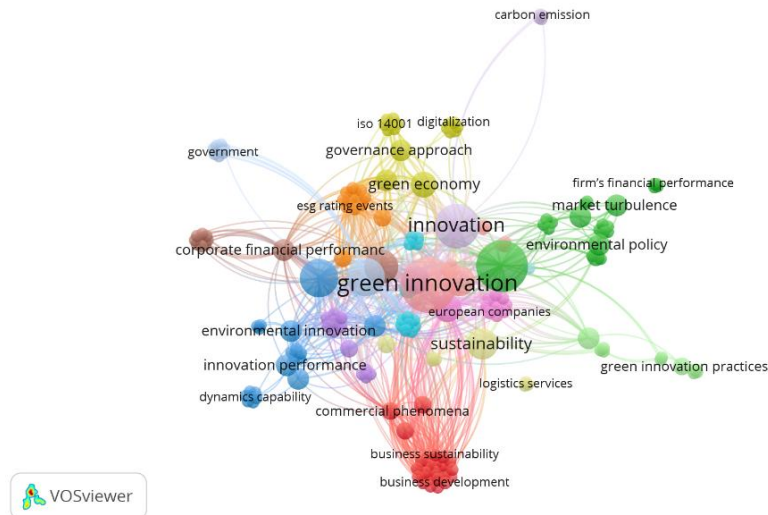 carbon emission
iso 14001
digitalization
government
governance approach
green economy
firm's financial performance
esg rating events
market turbulence
innovation
corporate financial performanc
environmental policy
green innovation
european companies
environmental innovation
sustainability
innovation performance
green innovation practices
logistics services
dynamics capability
commercial phenomena
business sustainability
business development
VOSviewer